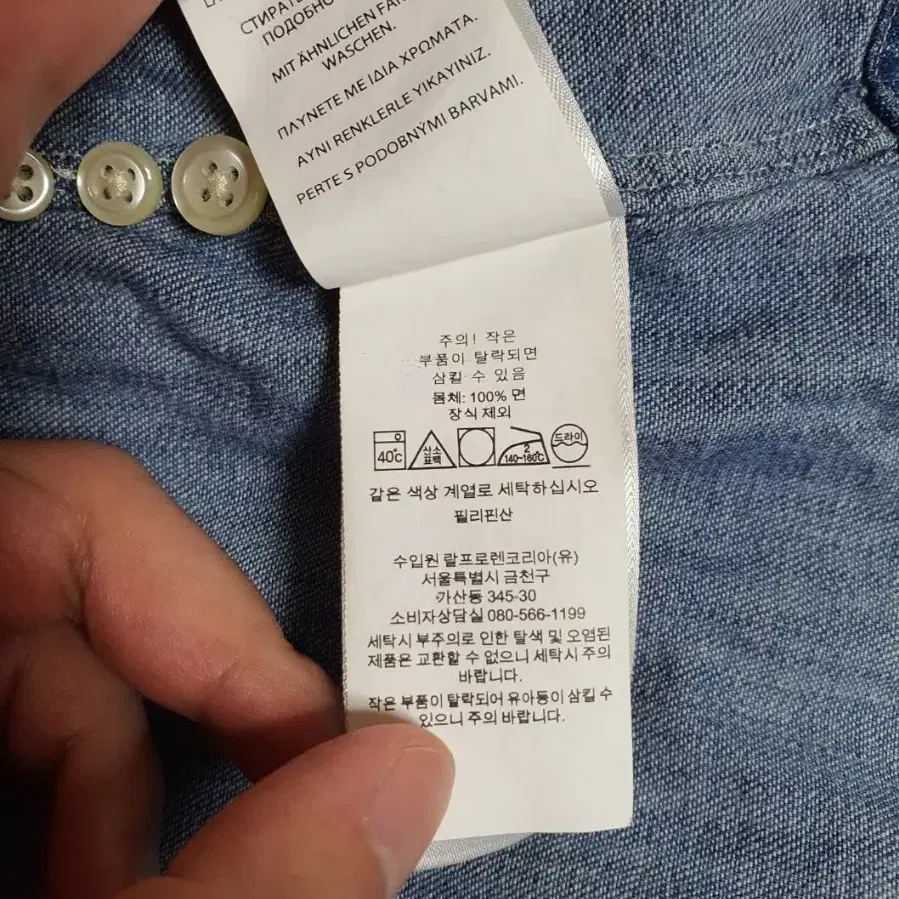 СТИРАТЬ
ПОДОБНО
MIT ÄHNLICHEN FAR
WASCHEN.
ΠΛΥΝΕΤΕ ΜΕ ΙΔΙΑ ΧΡΩΜΑΤΑ.
AYNI RENKLERLE YIKAYINIZ.
PERTE S PODOBNÝMI BARVAMI.
주의! 작은
부품이 탈락되면
삼킬 수 있음
몸체: 100% 면
장식 제외
40℃ 산소 표백 2 140~160℃ 드라이
같은 색상 계열로 세탁하십시오
필리핀산
수입원 랄프로렌코리아(유)
서울특별시 금천구
가산동 345-30
소비자상담실 080-566-1199
세탁시 부주의로 인한 탈색 및 오염된
제품은 교환할 수 없으니 세탁시 주의
바랍니다.
작은 부품이 탈락되어 유아등이 삼킬 수
있으니 주의 바랍니다.